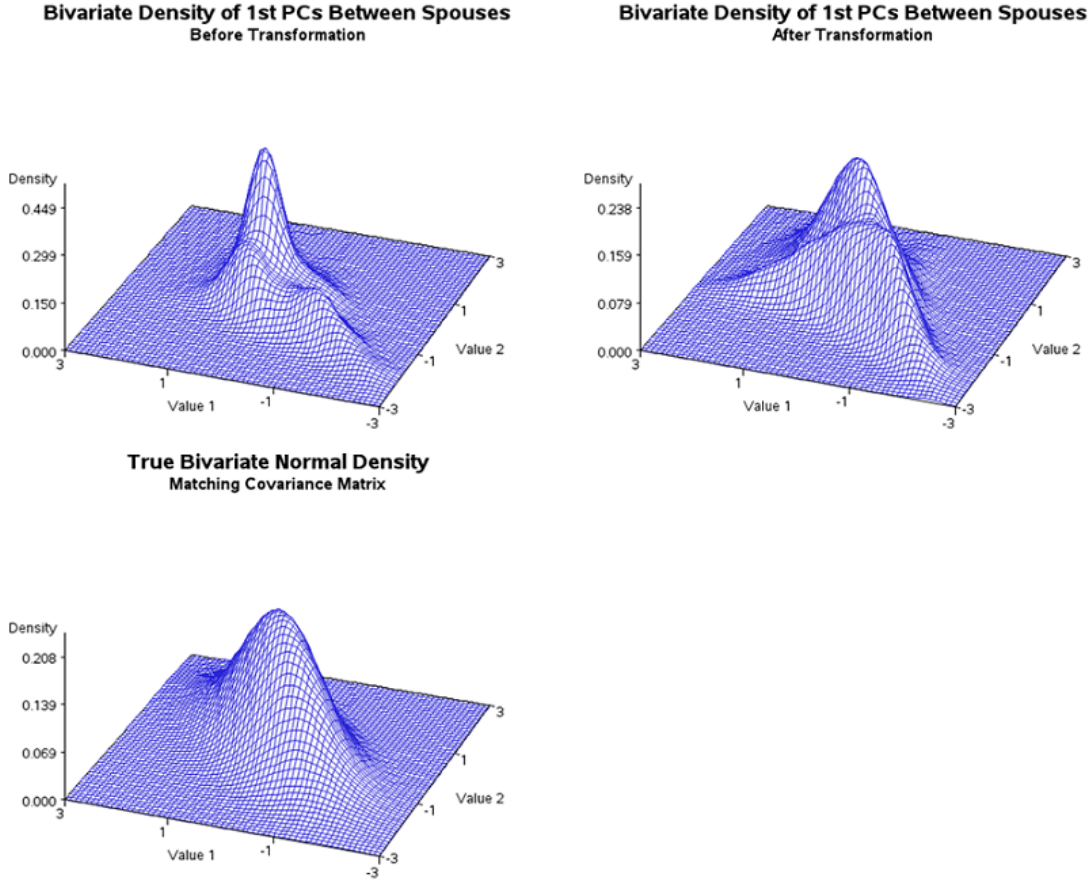 Bivariate Density of 1st PCs Between Spouses
Before Transformation
Density
0.449
0.299
0.150
0.000
3
1
-1
-3
Value 1
3
1
-1
-3
Value 2
Bivariate Density of 1st PCs Between Spouses
After Transformation
Density
0.238
0.159
0.079
0.000
3
1
-1
-3
Value 1
3
1
-1
-3
Value 2
True Bivariate Normal Density
Matching Covariance Matrix
Density
0.208
0.139
0.069
0.000
3
1
-1
-3
Value 1
3
1
-1
-3
Value 2